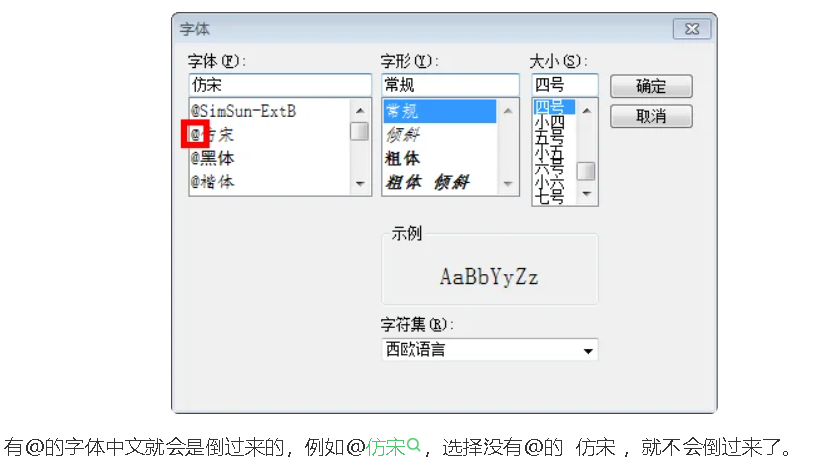 字体
字体(F):
字形(Y):
大小(S):
仿宋
常规
四号
确定
@SimSun-ExtB
@仿宋
@黑体
@楷体
常规
倾斜
粗体
粗体 倾斜
四号
小四
五号
小五
六号
小六
七号
取消
示例
AaBbYyZz
字符集(R):
西欧语言
有@的字体中文就会是倒过来的，例如@仿宋，选择没有@的 仿宋 ，就不会倒过来了。